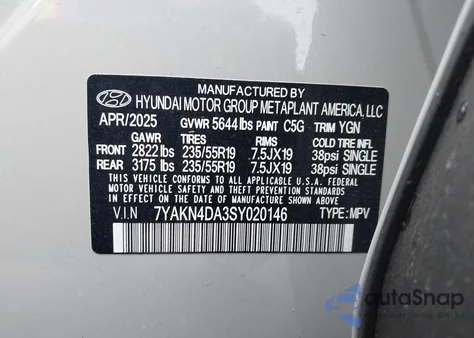 MANUFACTURED BY
HYUNDAI MOTOR GROUP METAPLANT AMERICA, LLC
APR/2025 GVWR 5644 lbs PAINT C5G TRIM YGN
GAWR TIRES RIMS COLD TIRE INFL
FRONT 2822 lbs 235/55R19 7.5JX19 38psi SINGLE
REAR 3175 lbs 235/55R19 7.5JX19 38psi SINGLE
THIS VEHICLE CONFORMS TO ALL APPLICABLE U.S.A. FEDERAL
MOTOR VEHICLE SAFETY AND THEFT PREVENTION STANDARDS
IN EFFECT ON THE DATE OF MANUFACTURE SHOWN ABOVE.
V.I.N 7YAKN4DA3SY020146 TYPE: MPV
autoSnap